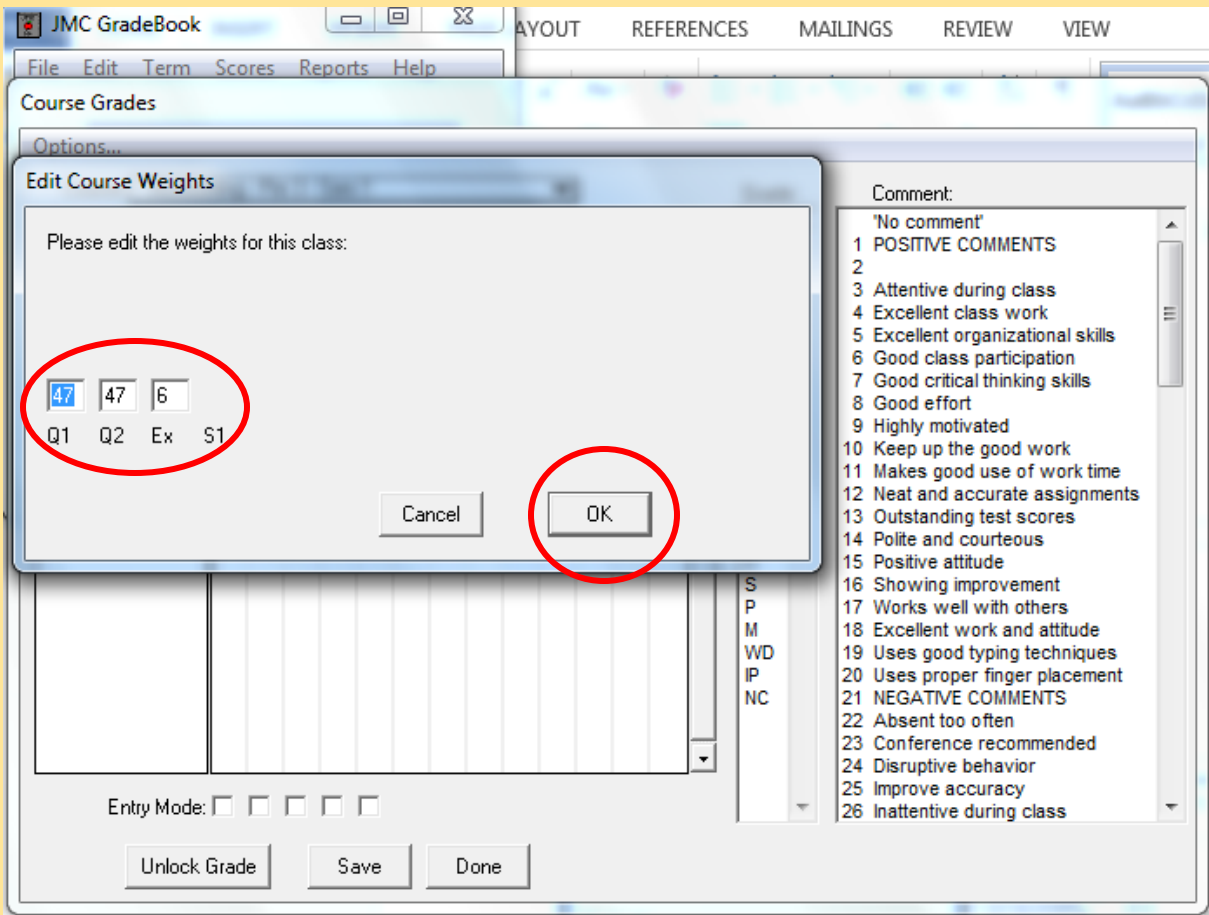 JMC GradeBook
AYOUT REFERENCES MAILINGS REVIEW VIEW
File Edit Term Scores Reports Help
Course Grades
Options...
Edit Course Weights
Please edit the weights for this class:
47 47 6
Q1 Q2 Ex S1
Cancel OK
Comment:
'No comment'
1 POSITIVE COMMENTS
2
3 Attentive during class
4 Excellent class work
5 Excellent organizational skills
6 Good class participation
7 Good critical thinking skills
8 Good effort
9 Highly motivated
10 Keep up the good work
11 Makes good use of work time
12 Neat and accurate assignments
13 Outstanding test scores
14 Polite and courteous
15 Positive attitude
16 Showing improvement
17 Works well with others
18 Excellent work and attitude
19 Uses good typing techniques
20 Uses proper finger placement
21 NEGATIVE COMMENTS
22 Absent too often
23 Conference recommended
24 Disruptive behavior
25 Improve accuracy
26 Inattentive during class
S
P
M
WD
IP
NC
Entry Mode:
Unlock Grade Save Done